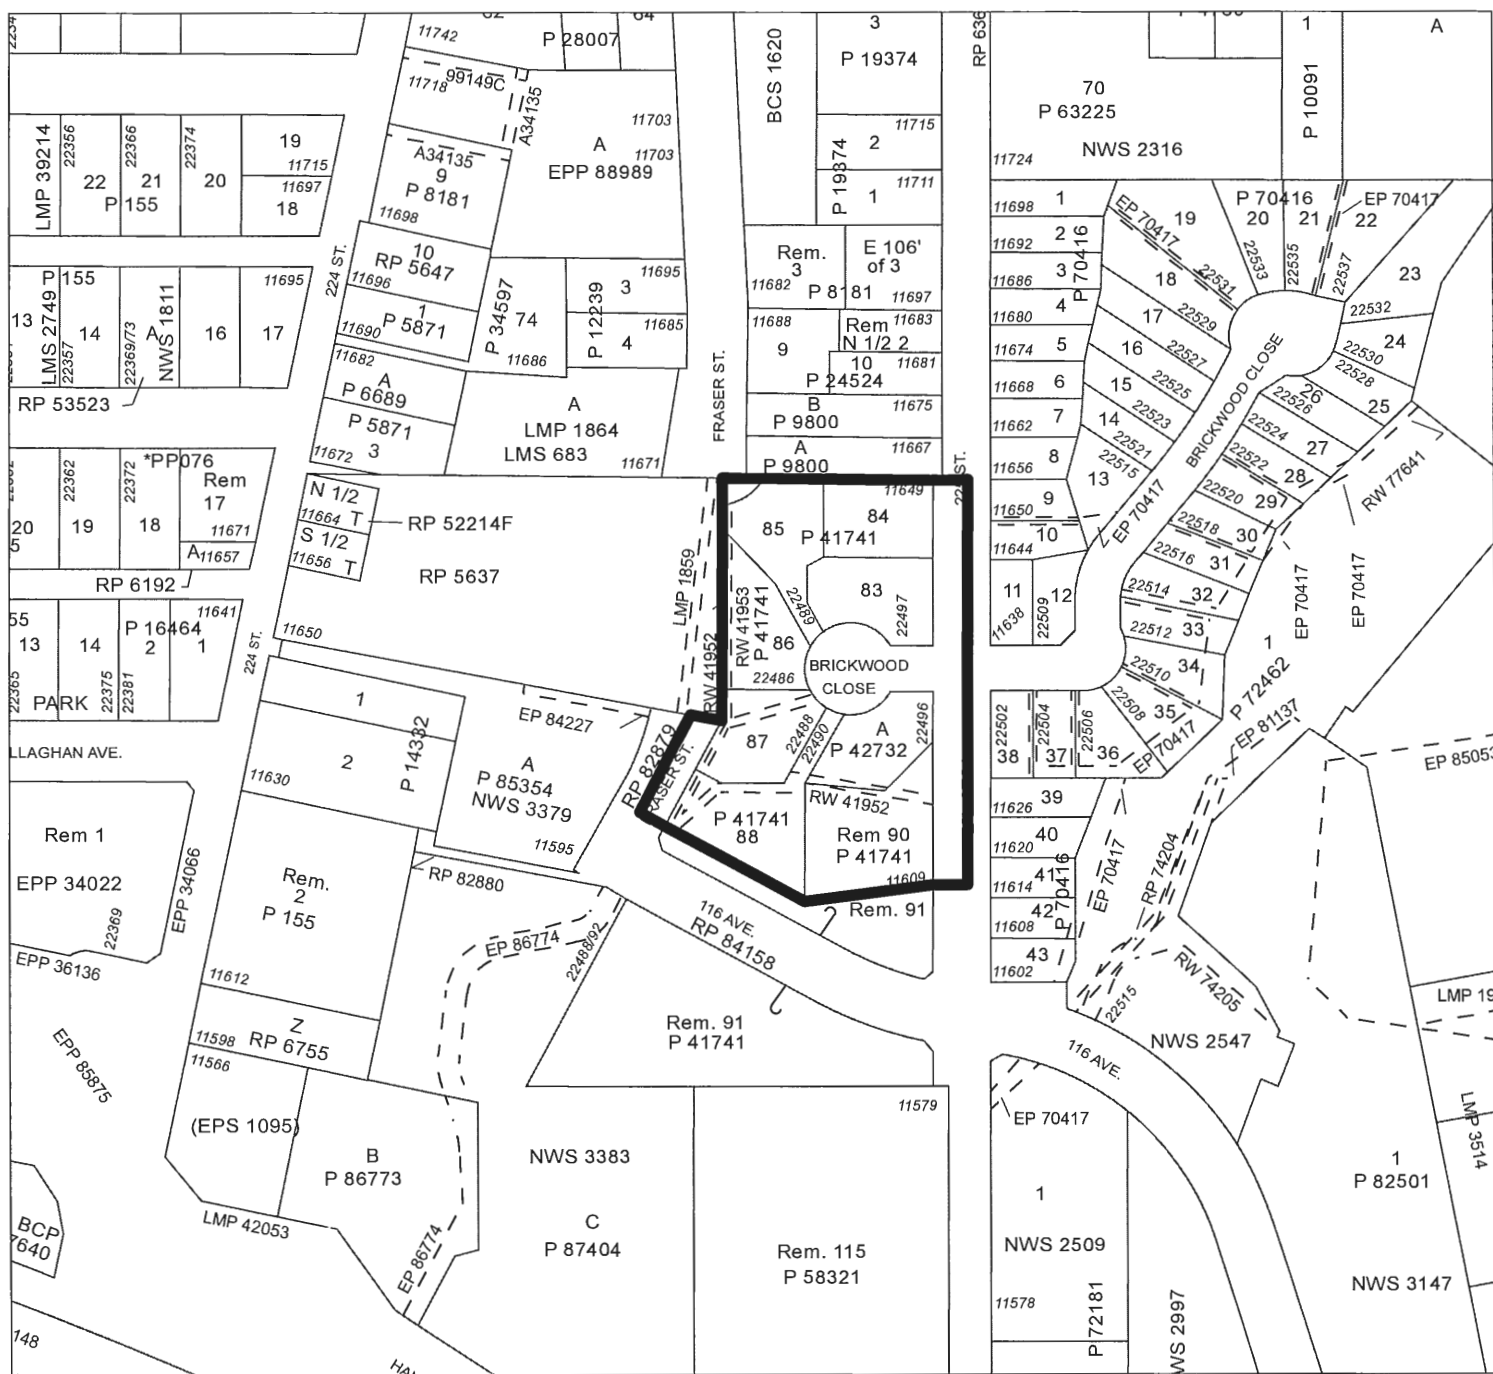 11742
P 28007
BCS 1620
3
P 19374
RP 636
70
P 63225
NWS 2316
11724
1
P 10091
A
99149C
11718
A34135
11703
A
11703
EPP 88989
A34135
9
P 8181
11698
P 19374
11715
2
11711
1
LMP 39214
22356
22
22366
21
P 155
22374
20
19
11715
11697
18
224 ST.
10
RP 5647
11696
1
P 5871
11690
P 34597
74
11686
P 12239
11695
3
11685
4
Rem.
3
11682
P 8181
E 106'
of 3
11697
11688
9
Rem
11683
N 1/2 2
10
11681
P 24524
B
11675
P 9800
A
11667
P 9800
FRASER ST.
P 155
13
LMS 2749
14
22357
A
22369/73
NWS 1811
16
11695
17
RP 53523
11682
A
P 6689
P 5871
3
11672
A
LMP 1864
LMS 683
11671
11698
1
11692
2
11686
3
P 70416
11680
4
11674
5
11668
6
11662
7
11656
8
11650
9
11644
10
11
11638
12
22509
EP 70417
19
P 70416
20
21
EP 70417
22
23
22531
22533
22535
22537
22532
18
22529
17
22527
16
22525
15
22523
14
22521
13
22515
EP 70417
BRICKWOOD CLOSE
24
22530
22528
25
26
22526
27
22524
28
22522
29
22520
30
22518
31
22516
32
22514
33
22512
34
22510
35
22508
RW 77641
EP 70417
EP 70417
1
P 72462
EP 81137
EP 85053
*PP076
22362
22372
Rem
17
20
19
18
11671
A
11657
RP 6192
N 1/2
11664
T
S 1/2
11656
T
RP 52214F
RP 5637
11650
LMP 1859
RW 41952
RW 41953
P 41741
85
11649
84
P 41741
83
22497
22489
86
22486
BRICKWOOD
CLOSE
22488
22490
87
A
P 42732
22496
RW 41952
P 41741
88
Rem 90
P 41741
11609
Rem. 91
55
13
22365
14
22375
P 16464
2
22381
11641
1
PARK
224 ST.
LLAGHAN AVE.
1
2
P 14332
11630
EP 84227
RP 82879
A
P 85354
NWS 3379
11595
RP 82880
22502
38
22504
37
22506
36
EP 70417
11626
39
40
11620
41
11614
42
11608
43
11602
P 70416
EP 70417
RP 74204
RW 74205
22515
NWS 2547
Rem 1
EPP 34022
22369
EPP 34066
EPP 36136
Rem.
2
P 155
11612
Z
11598
RP 6755
11566
EP 86774
22488/92
116 AVE.
RP 84158
Rem. 91
P 41741
116 AVE.
LMP 19
EPP 85875
(EPS 1095)
B
P 86773
LMP 42053
EP 86774
NWS 3383
C
P 87404
11579
Rem. 115
P 58321
EP 70417
1
NWS 2509
11578
P 72181
1
P 82501
LMP 3514
NWS 3147
BCP
7640
148